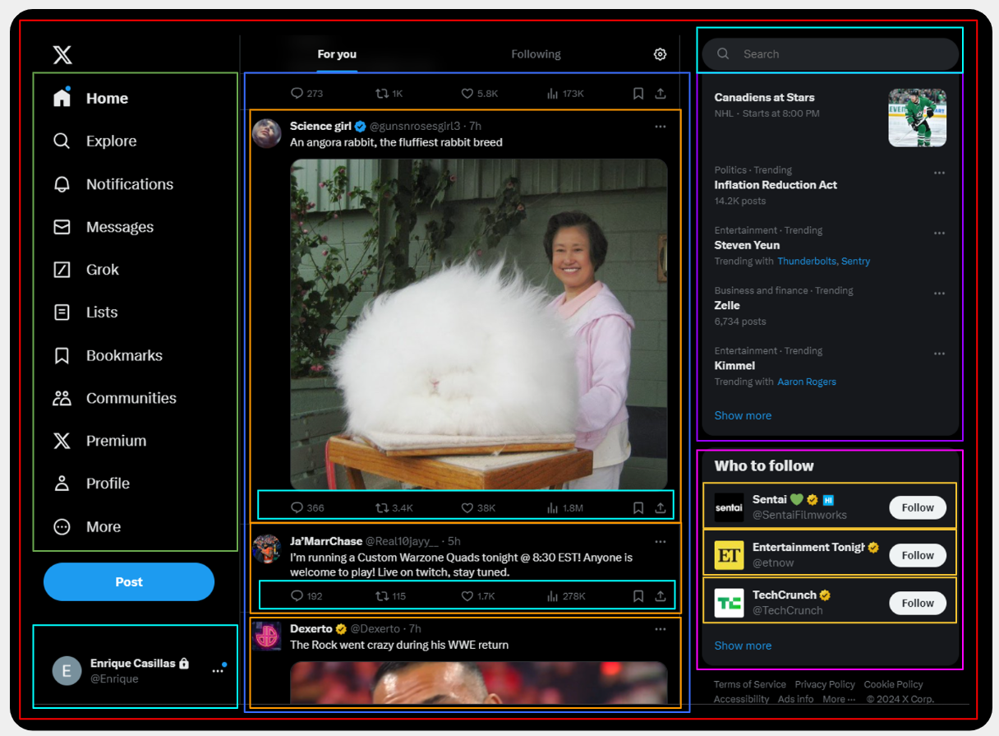 Home
Explore
Notifications
Messages
Grok
Lists
Bookmarks
Communities
Premium
Profile
More
Post
E
Enrique Casillas
@Enrique
For you
Following
273 1K 5.8K 173K
Science girl @gunsnrosesgirl3 · 7h
An angora rabbit, the fluffiest rabbit breed
366 3.4K 38K 1.8M
Ja'MarrChase @Real10jayy__ · 5h
I'm running a Custom Warzone Quads tonight @ 8:30 EST! Anyone is
welcome to play! Live on twitch, stay tuned.
192 115 1.7K 278K
Dexerto @Dexerto · 7h
The Rock went crazy during his WWE return
Search
Canadiens at Stars
NHL · Starts at 8:00 PM
Politics · Trending
Inflation Reduction Act
14.2K posts
Entertainment · Trending
Steven Yeun
Trending with Thunderbolts, Sentry
Business and finance · Trending
Zelle
6,734 posts
Entertainment · Trending
Kimmel
Trending with Aaron Rogers
Show more
Who to follow
sentai
Sentai HI
@SentaiFilmworks
Follow
ET
Entertainment Tonigh
@etnow
Follow
TC
TechCrunch
@TechCrunch
Follow
Show more
Terms of Service Privacy Policy Cookie Policy
Accessibility Ads info More ··· © 2024 X Corp.